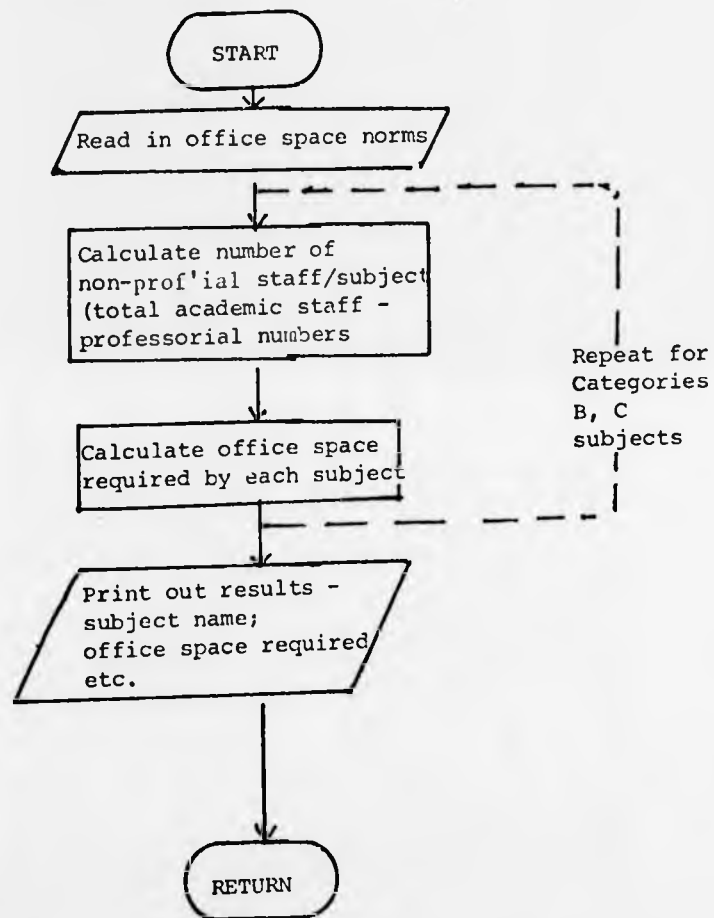 START
Read in office space norms
Calculate number of
non-prof'ial staff/subject
(total academic staff -
professorial numbers
Repeat for
Categories
B, C
subjects
Calculate office space
required by each subject
Print out results -
subject name;
office space required
etc.
RETURN